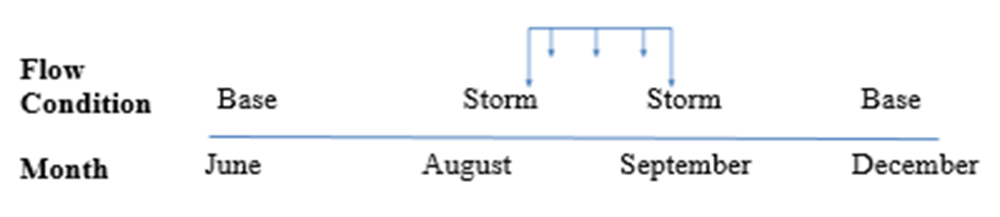 Flow
Condition Base Storm Storm Base
Month June August September December